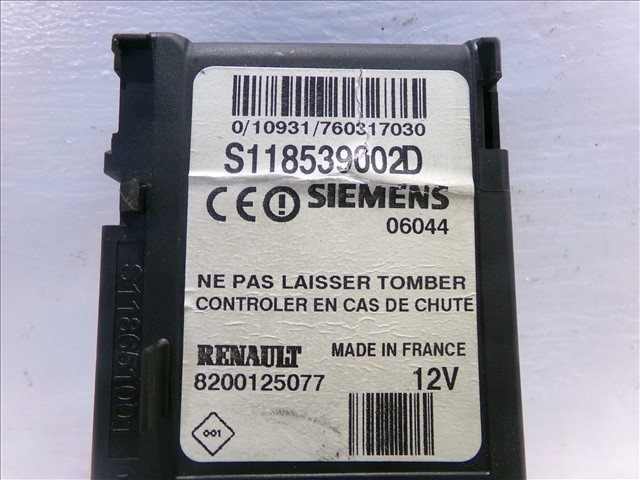 0/10931/760317030
S118539002D
CE SIEMENS
06044
NE PAS LAISSER TOMBER
CONTROLER EN CAS DE CHUTE
RENAULT MADE IN FRANCE
8200125077 12V
001